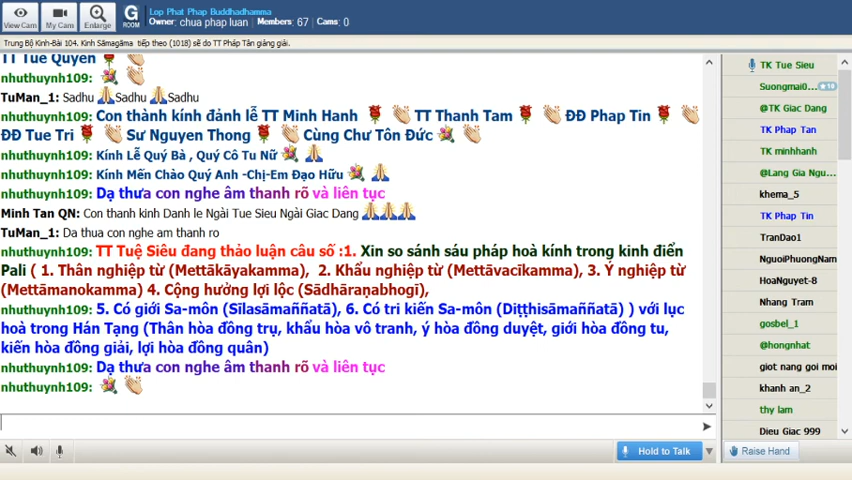 Lop Phat Phap Buddhadhamma
Owner: chua phap luan Members: 67 Cams: 0
View Cam My Cam Enlarge G ROOM
Trung Bộ Kinh-Bài 104. Kinh Sāmagāma tiếp theo (1018) sẽ do TT Pháp Tân giảng giải.
TT Tue Quyen
nhuthuynh109:
TuMan_1: Sadhu Sadhu Sadhu
nhuthuynh109: Con thành kính đảnh lễ TT Minh Hanh TT Thanh Tam ĐĐ Phap Tin
ĐĐ Tue Tri Sư Nguyen Thong Cùng Chư Tôn Đức
nhuthuynh109: Kính Lễ Quý Bà , Quý Cô Tu Nữ
nhuthuynh109: Kính Mến Chào Quý Anh -Chị-Em Đạo Hữu
nhuthuynh109: Dạ thưa con nghe âm thanh rõ và liên tục
Minh Tan QN: Con thanh kinh Danh le Ngài Tue Sieu Ngài Giac Dang
TuMan_1: Da thua con nghe am thanh ro
nhuthuynh109: TT Tuệ Siêu đang thảo luận câu số :1. Xin so sánh sáu pháp hoà kính trong kinh điển
Pali ( 1. Thân nghiệp từ (Mettākāyakamma), 2. Khẩu nghiệp từ (Mettāvacīkamma), 3. Ý nghiệp từ
(Mettāmanokamma) 4. Cộng hưởng lợi lộc (Sādhāraṇabhogī),
nhuthuynh109: 5. Có giới Sa-môn (Sīlasāmaññatā), 6. Có tri kiến Sa-môn (Diṭṭhisāmaññatā) ) với lục
hoà trong Hán Tạng (Thân hòa đồng trụ, khẩu hòa vô tranh, ý hòa đồng duyệt, giới hòa đồng tu,
kiến hòa đồng giải, lợi hòa đồng quân)
nhuthuynh109: Dạ thưa con nghe âm thanh rõ và liên tục
nhuthuynh109:
Hold to Talk
TK Tue Sieu
Suongmai0... 10
@TK Giac Dang
TK Phap Tan
TK minhhanh
@Lang Gia Ngu...
khema_5
TK Phap Tin
TranDao1
NguoiPhuongNam
HoaNguyet-8
Nhang Tram
gosbel_1
@hongnhat
giot nang goi moi
khanh an_2
thy lam
Dieu Giac 999
Raise Hand